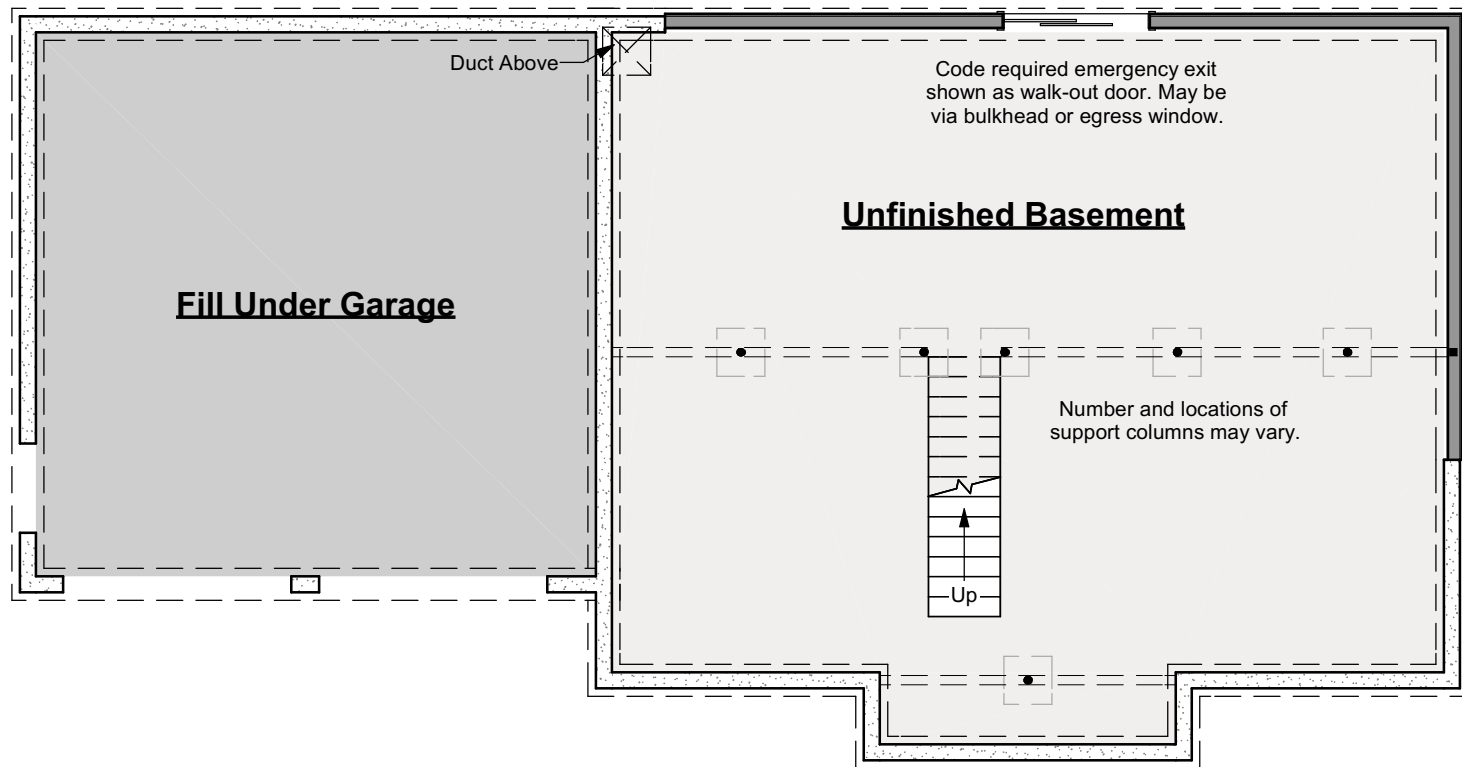 Duct Above
Code required emergency exit
shown as walk-out door. May be
via bulkhead or egress window.
Unfinished Basement
Fill Under Garage
Number and locations of
support columns may vary.
Up